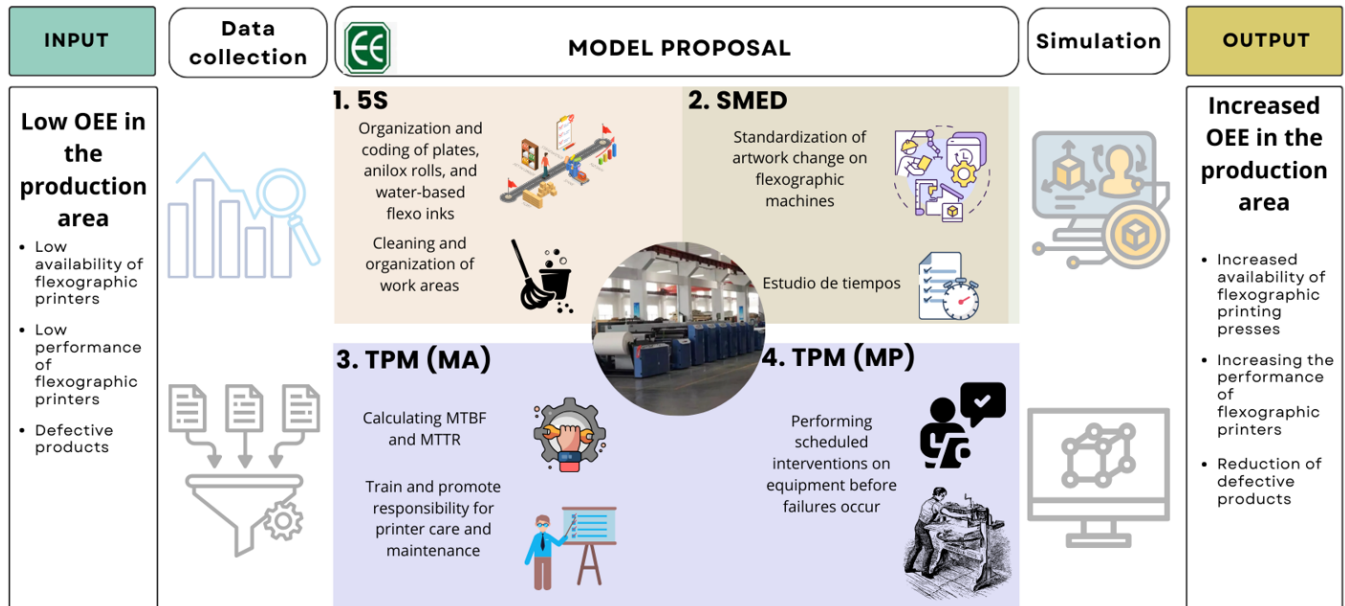 INPUT
Data
collection
EE
MODEL PROPOSAL
Simulation
OUTPUT
Low OEE in
the
production
area
• Low
availability of
flexographic
printers
• Low
performance
of
flexographic
printers
• Defective
products
1. 5S
Organization and
coding of plates,
anilox rolls, and
water-based
flexo inks
Cleaning and
organization of
work areas
2. SMED
Standardization of
artwork change on
flexographic
machines
Estudio de tiempos
3. TPM (MA)
Calculating MTBF
and MTTR
Train and promote
responsibility for
printer care and
maintenance
4. TPM (MP)
Performing
scheduled
interventions on
equipment before
failures occur
Increased
OEE in the
production
area
• Increased
availability of
flexographic
printing
presses
• Increasing the
performance
of
flexographic
printers
• Reduction of
defective
products